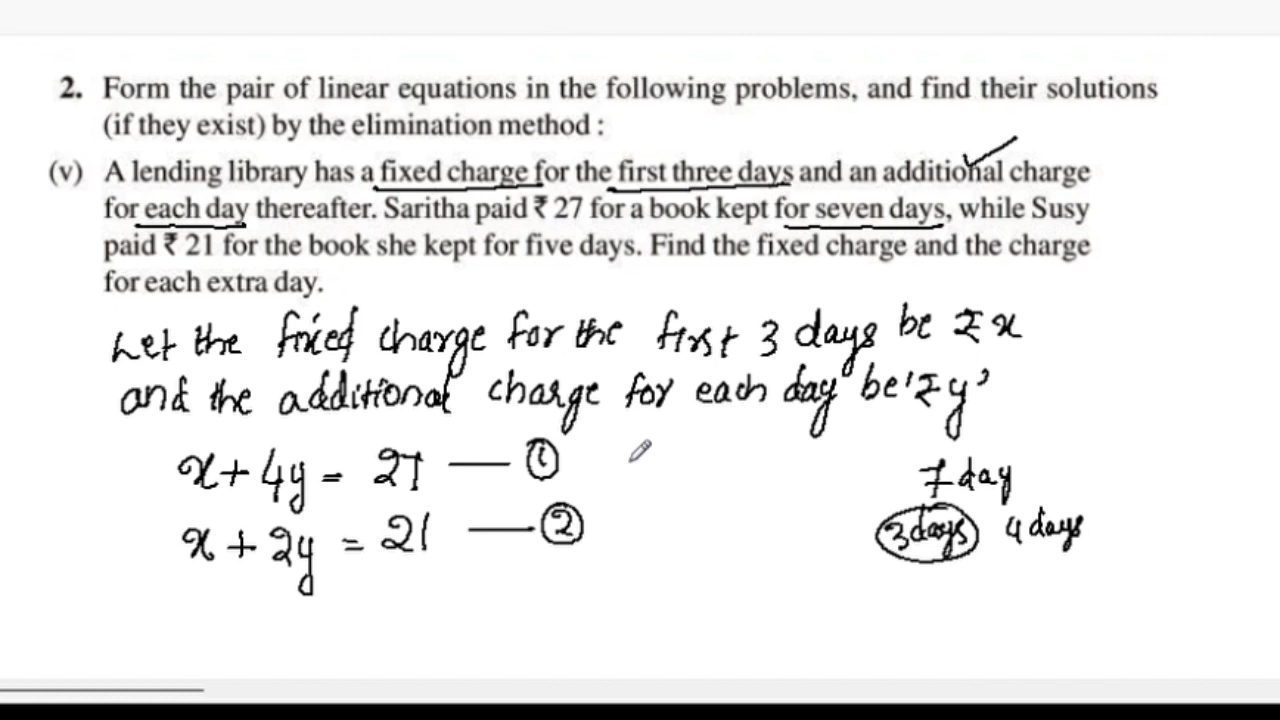 2. Form the pair of linear equations in the following problems, and find their solutions
(if they exist) by the elimination method :
(v) A lending library has a fixed charge for the first three days and an additional charge
for each day thereafter. Saritha paid ₹ 27 for a book kept for seven days, while Susy
paid ₹ 21 for the book she kept for five days. Find the fixed charge and the charge
for each extra day.
Let the fixed charge for the first 3 days be ₹ x
and the additional charge for each day be '₹ y'
x + 4y = 27 — ①
7 day
x + 2y = 21 — ②
3 days 4 days